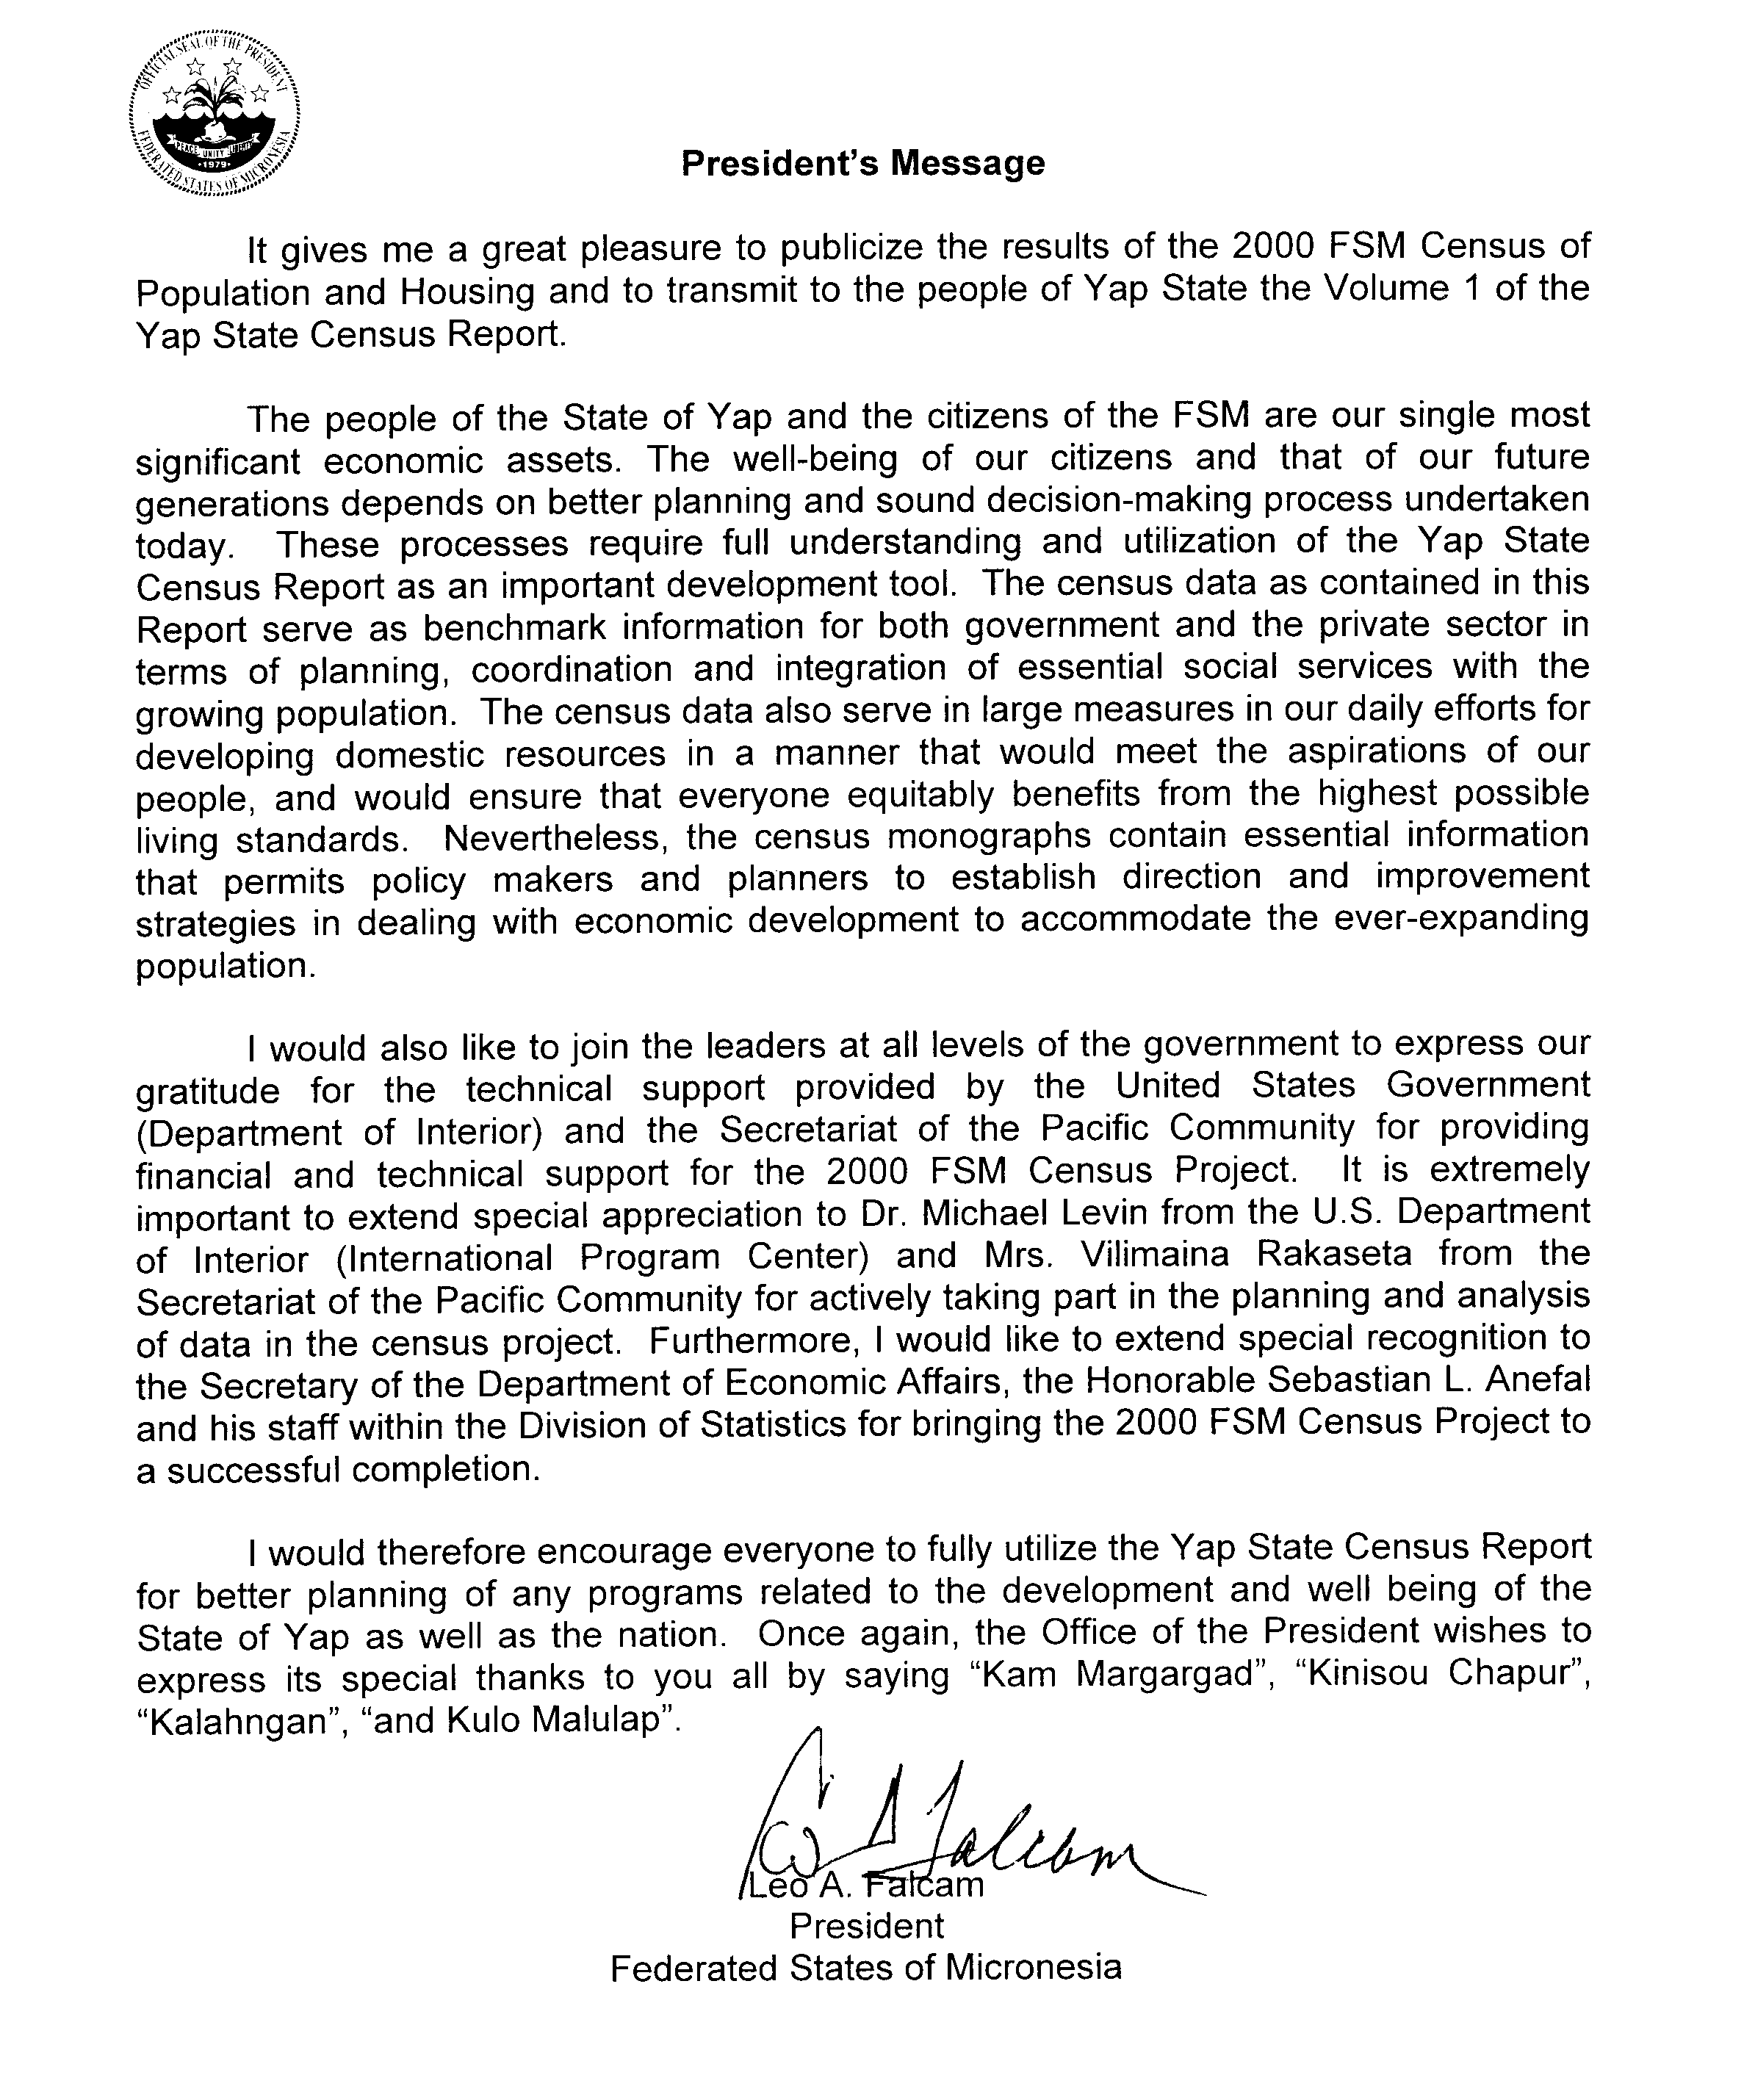 OFFICIAL SEAL OF THE PRESIDENT
PEACE UNITY LIBERTY
•1979•
FEDERATED STATES OF MICRONESIA
President's Message
It gives me a great pleasure to publicize the results of the 2000 FSM Census of
Population and Housing and to transmit to the people of Yap State the Volume 1 of the
Yap State Census Report.
The people of the State of Yap and the citizens of the FSM are our single most
significant economic assets. The well-being of our citizens and that of our future
generations depends on better planning and sound decision-making process undertaken
today. These processes require full understanding and utilization of the Yap State
Census Report as an important development tool. The census data as contained in this
Report serve as benchmark information for both government and the private sector in
terms of planning, coordination and integration of essential social services with the
growing population. The census data also serve in large measures in our daily efforts for
developing domestic resources in a manner that would meet the aspirations of our
people, and would ensure that everyone equitably benefits from the highest possible
living standards. Nevertheless, the census monographs contain essential information
that permits policy makers and planners to establish direction and improvement
strategies in dealing with economic development to accommodate the ever-expanding
population.
I would also like to join the leaders at all levels of the government to express our
gratitude for the technical support provided by the United States Government
(Department of Interior) and the Secretariat of the Pacific Community for providing
financial and technical support for the 2000 FSM Census Project. It is extremely
important to extend special appreciation to Dr. Michael Levin from the U.S. Department
of Interior (International Program Center) and Mrs. Vilimaina Rakaseta from the
Secretariat of the Pacific Community for actively taking part in the planning and analysis
of data in the census project. Furthermore, I would like to extend special recognition to
the Secretary of the Department of Economic Affairs, the Honorable Sebastian L. Anefal
and his staff within the Division of Statistics for bringing the 2000 FSM Census Project to
a successful completion.
I would therefore encourage everyone to fully utilize the Yap State Census Report
for better planning of any programs related to the development and well being of the
State of Yap as well as the nation. Once again, the Office of the President wishes to
express its special thanks to you all by saying "Kam Margargad", "Kinisou Chapur",
"Kalahngan", "and Kulo Malulap".
Leo A. Falcam
President
Federated States of Micronesia